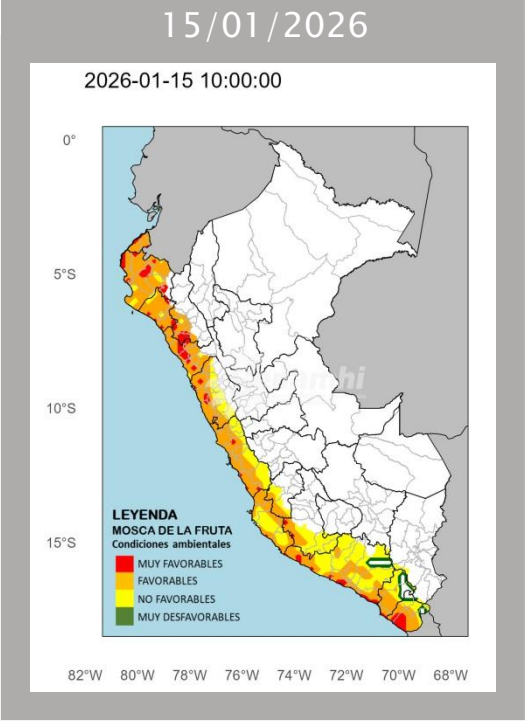 15/01/2026
2026-01-15 10:00:00
0°
5°S
10°S
15°S
LEYENDA
MOSCA DE LA FRUTA
Condiciones ambientales
MUY FAVORABLES
FAVORABLES
NO FAVORABLES
MUY DESFAVORABLES
82°W 80°W 78°W 76°W 74°W 72°W 70°W 68°W